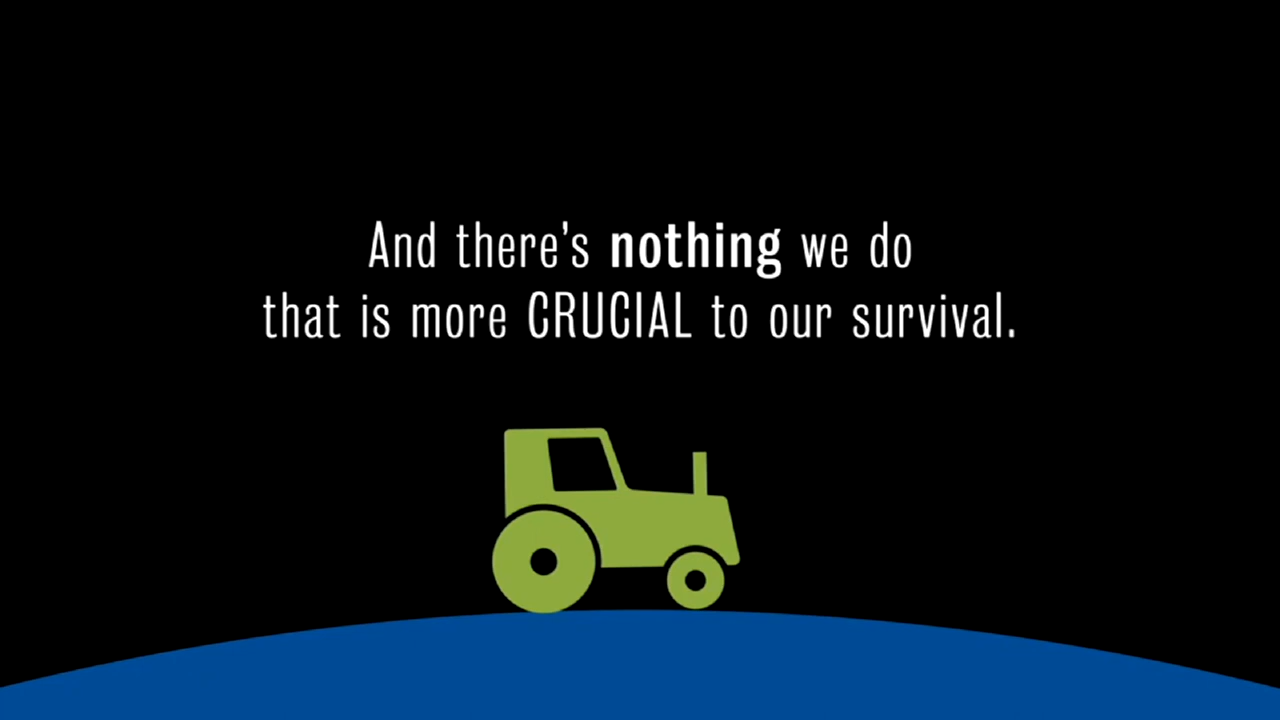 And there’s nothing we do
that is more CRUCIAL to our survival.